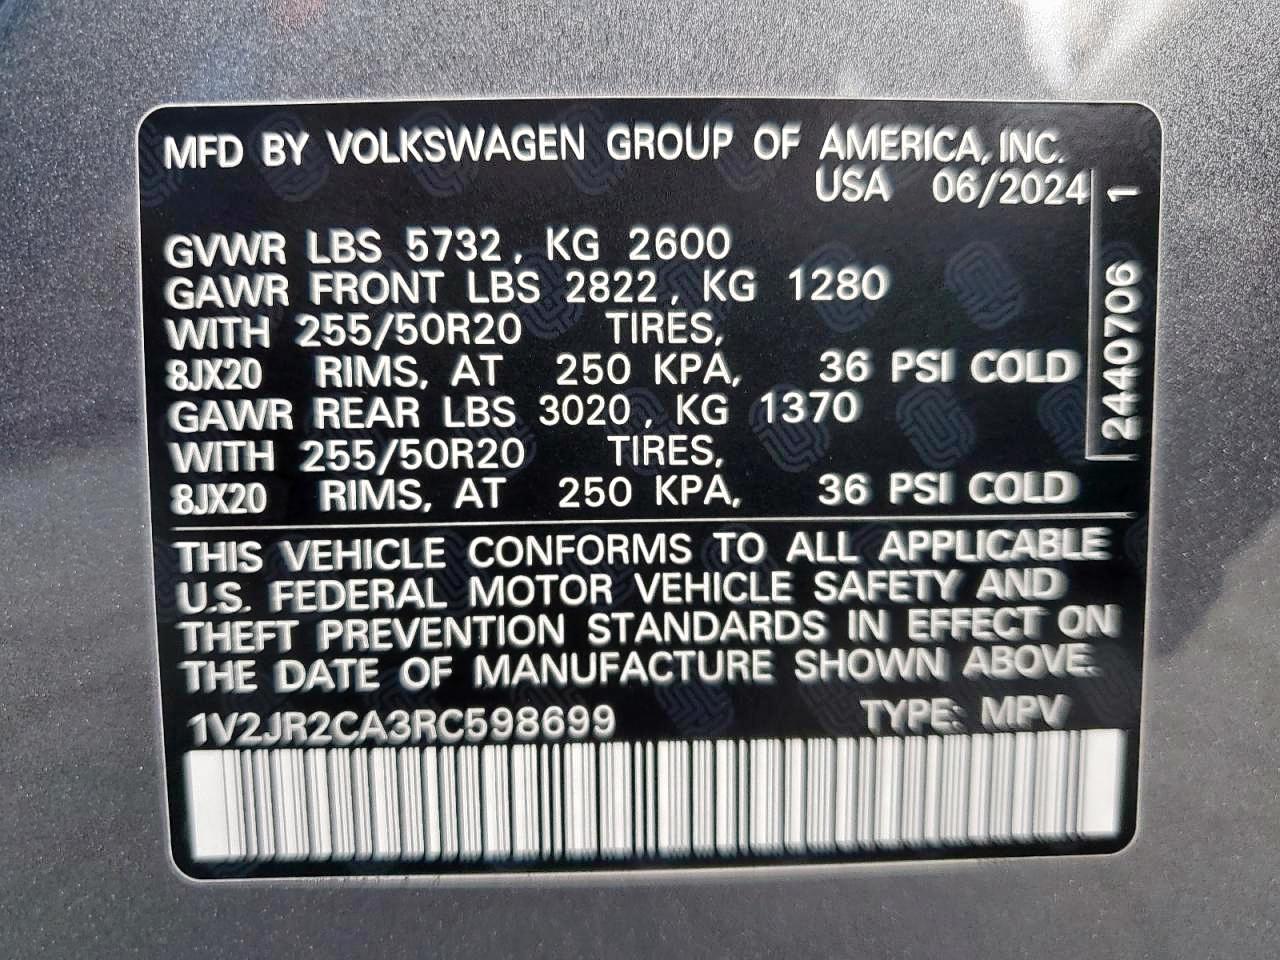 MFD BY VOLKSWAGEN GROUP OF AMERICA, INC.
USA 06/2024
GVWR LBS 5732, KG 2600
GAWR FRONT LBS 2822, KG 1280
WITH 255/50R20 TIRES,
8JX20 RIMS, AT 250 KPA, 36 PSI COLD
GAWR REAR LBS 3020, KG 1370
WITH 255/50R20 TIRES,
8JX20 RIMS, AT 250 KPA, 36 PSI COLD
2440706 1
THIS VEHICLE CONFORMS TO ALL APPLICABLE
U.S. FEDERAL MOTOR VEHICLE SAFETY AND
THEFT PREVENTION STANDARDS IN EFFECT ON
THE DATE OF MANUFACTURE SHOWN ABOVE.
1V2JR2CA3RC598699 TYPE: MPV